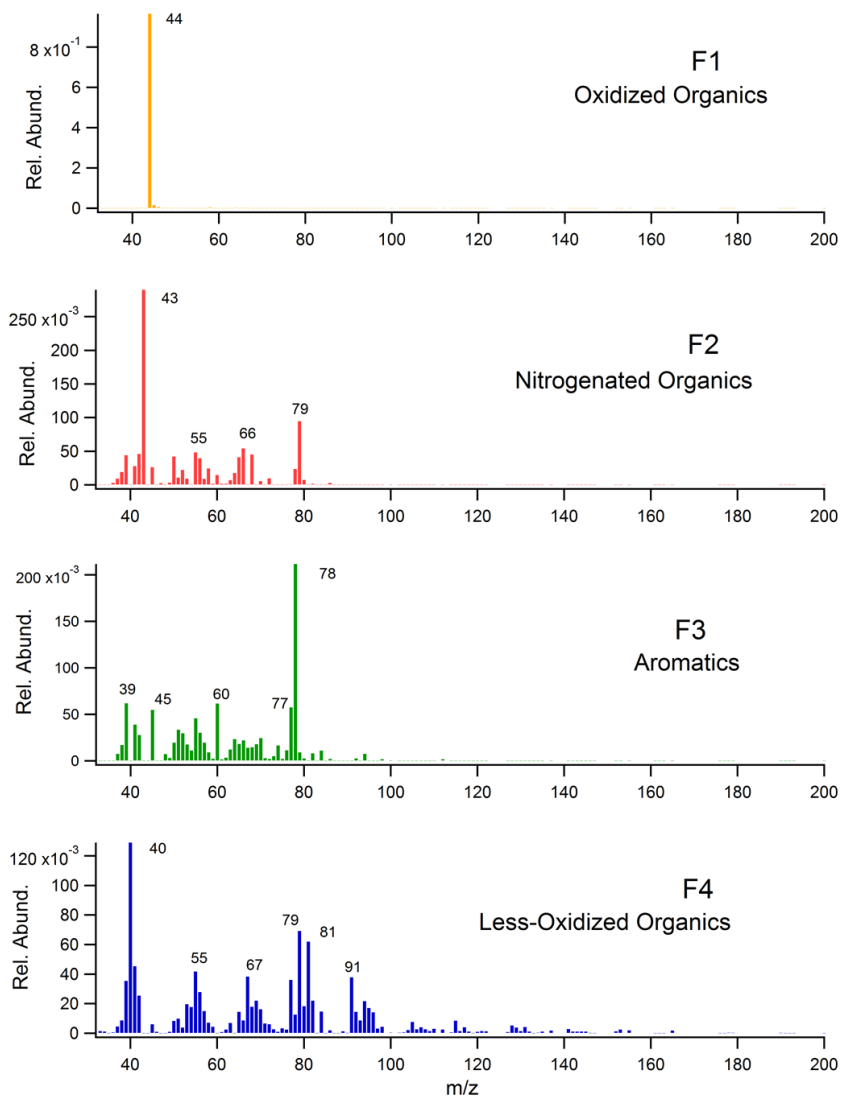 44
8 x10⁻¹
F1
Oxidized Organics
6
4
2
0
Rel. Abund.
40 60 80 100 120 140 160 180 200
43
250 x10⁻³
F2
Nitrogenated Organics
200
150
100
50
0
79
55 66
Rel. Abund.
40 60 80 100 120 140 160 180 200
200 x10⁻³
78
F3
Aromatics
150
100
50
0
39 45 60 77
Rel. Abund.
40 60 80 100 120 140 160 180 200
40
120 x10⁻³
F4
Less-Oxidized Organics
100
80
60
40
20
0
79 81
55 67 91
Rel. Abund.
40 60 80 100 120 140 160 180 200
m/z